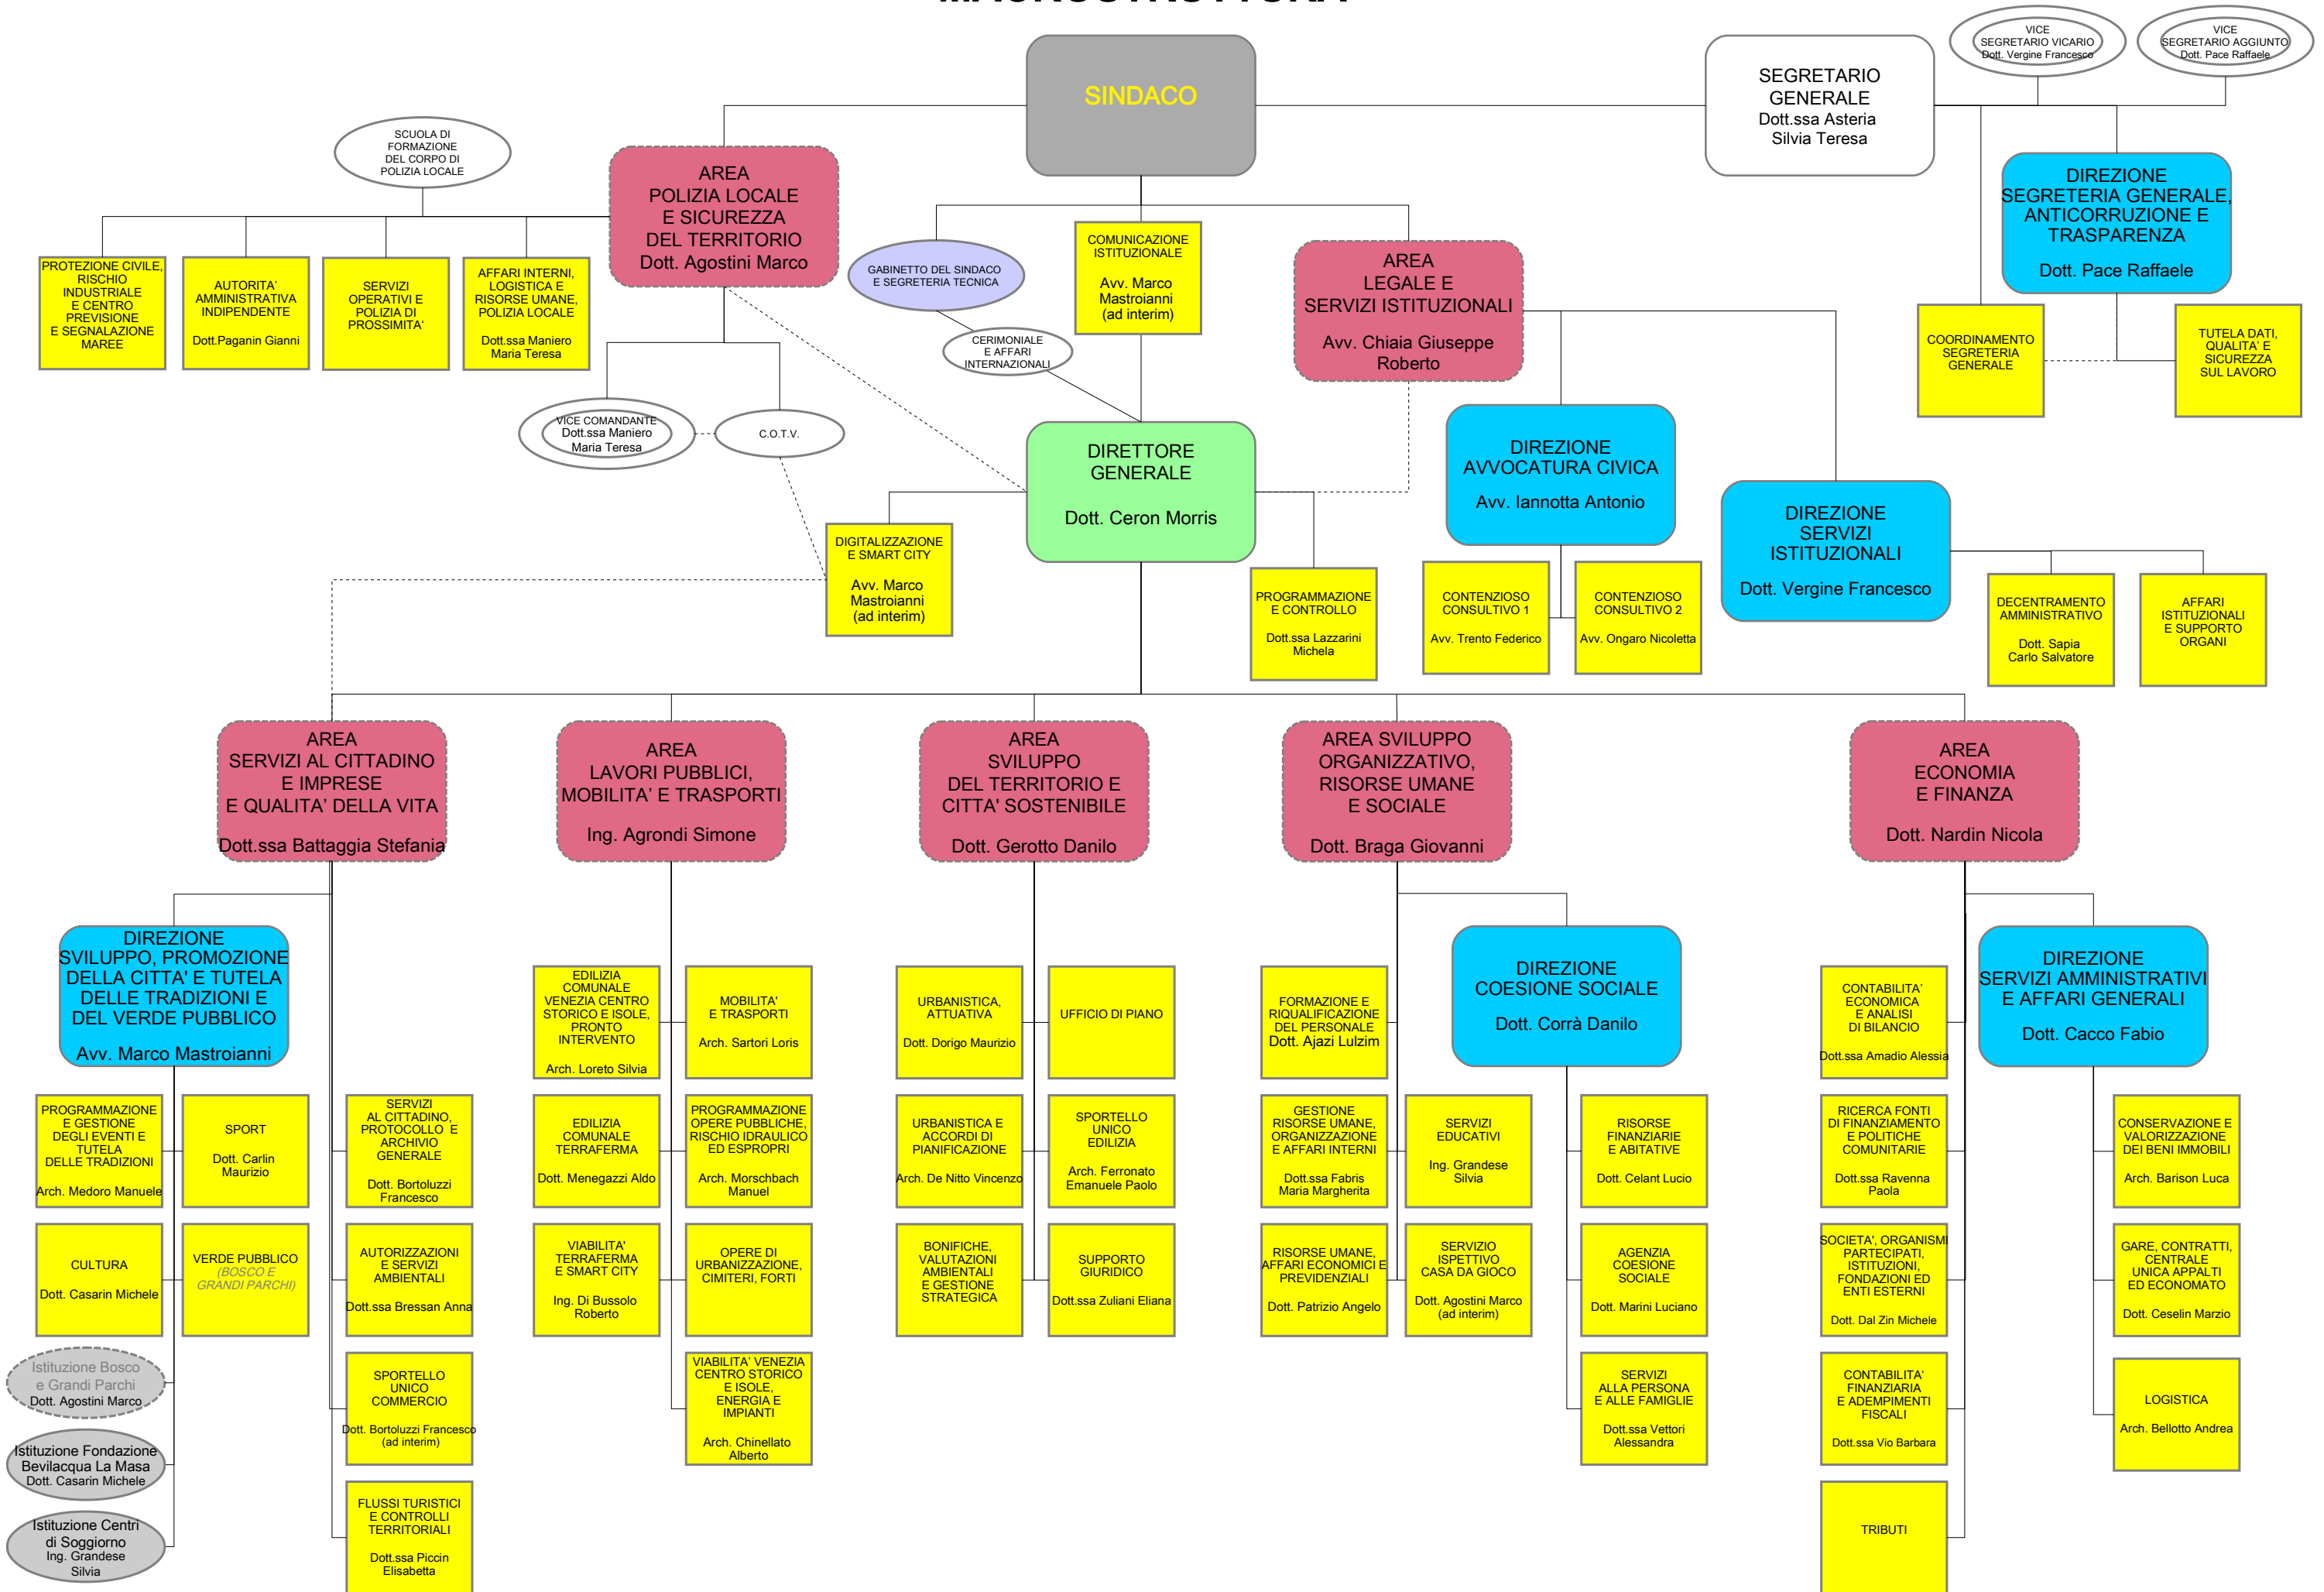 MACROSTRUTTURA
VICE
SEGRETARIO VICARIO
Dott. Vergine Francesco
VICE
SEGRETARIO AGGIUNTO
Dott. Pace Raffaele
SINDACO
SEGRETARIO
GENERALE
Dott.ssa Asteria
Silvia Teresa
SCUOLA DI
FORMAZIONE
DEL CORPO DI
POLIZIA LOCALE
AREA
POLIZIA LOCALE
E SICUREZZA
DEL TERRITORIO
Dott. Agostini Marco
DIREZIONE
SEGRETERIA GENERALE,
ANTICORRUZIONE E
TRASPARENZA
Dott. Pace Raffaele
PROTEZIONE CIVILE,
RISCHIO
INDUSTRIALE
E CENTRO
PREVISIONE
E SEGNALAZIONE
MAREE
AUTORITA'
AMMINISTRATIVA
INDIPENDENTE
Dott.Paganin Gianni
SERVIZI
OPERATIVI E
POLIZIA DI
PROSSIMITA'
AFFARI INTERNI,
LOGISTICA E
RISORSE UMANE,
POLIZIA LOCALE
Dott.ssa Maniero
Maria Teresa
GABINETTO DEL SINDACO
E SEGRETERIA TECNICA
COMUNICAZIONE
ISTITUZIONALE
Avv. Marco
Mastroianni
(ad interim)
AREA
LEGALE E
SERVIZI ISTITUZIONALI
Avv. Chiaia Giuseppe
Roberto
CERIMONIALE
E AFFARI
INTERNAZIONALI
COORDINAMENTO
SEGRETERIA
GENERALE
TUTELA DATI,
QUALITA' E
SICUREZZA
SUL LAVORO
VICE COMANDANTE
Dott.ssa Maniero
Maria Teresa
C.O.T.V.
DIRETTORE
GENERALE
Dott. Ceron Morris
DIREZIONE
AVVOCATURA CIVICA
Avv. Iannotta Antonio
DIREZIONE
SERVIZI
ISTITUZIONALI
Dott. Vergine Francesco
DIGITALIZZAZIONE
E SMART CITY
Avv. Marco
Mastroianni
(ad interim)
PROGRAMMAZIONE
E CONTROLLO
Dott.ssa Lazzarini
Michela
CONTENZIOSO
CONSULTIVO 1
Avv. Trento Federico
CONTENZIOSO
CONSULTIVO 2
Avv. Ongaro Nicoletta
DECENTRAMENTO
AMMINISTRATIVO
Dott. Sapia
Carlo Salvatore
AFFARI
ISTITUZIONALI
E SUPPORTO
ORGANI
AREA
SERVIZI AL CITTADINO
E IMPRESE
E QUALITA' DELLA VITA
Dott.ssa Battaggia Stefania
AREA
LAVORI PUBBLICI,
MOBILITA' E TRASPORTI
Ing. Agrondi Simone
AREA
SVILUPPO
DEL TERRITORIO E
CITTA' SOSTENIBILE
Dott. Gerotto Danilo
AREA SVILUPPO
ORGANIZZATIVO,
RISORSE UMANE
E SOCIALE
Dott. Braga Giovanni
AREA
ECONOMIA
E FINANZA
Dott. Nardin Nicola
DIREZIONE
SVILUPPO, PROMOZIONE
DELLA CITTA' E TUTELA
DELLE TRADIZIONI E
DEL VERDE PUBBLICO
Avv. Marco Mastroianni
EDILIZIA
COMUNALE
VENEZIA CENTRO
STORICO E ISOLE,
PRONTO
INTERVENTO
Arch. Loreto Silvia
MOBILITA'
E TRASPORTI
Arch. Sartori Loris
URBANISTICA,
ATTUATIVA
Dott. Dorigo Maurizio
UFFICIO DI PIANO
FORMAZIONE E
RIQUALIFICAZIONE
DEL PERSONALE
Dott. Ajazi Lulzim
DIREZIONE
COESIONE SOCIALE
Dott. Corrà Danilo
CONTABILITA'
ECONOMICA
E ANALISI
DI BILANCIO
Dott.ssa Amadio Alessia
DIREZIONE
SERVIZI AMMINISTRATIVI
E AFFARI GENERALI
Dott. Cacco Fabio
PROGRAMMAZIONE
E GESTIONE
DEGLI EVENTI E
TUTELA
DELLE TRADIZIONI
Arch. Medoro Manuele
SPORT
Dott. Carlin
Maurizio
SERVIZI
AL CITTADINO,
PROTOCOLLO E
ARCHIVIO
GENERALE
Dott. Bortoluzzi
Francesco
EDILIZIA
COMUNALE
TERRAFERMA
Dott. Menegazzi Aldo
PROGRAMMAZIONE
OPERE PUBBLICHE,
RISCHIO IDRAULICO
ED ESPROPRI
Arch. Morschbach
Manuel
URBANISTICA E
ACCORDI DI
PIANIFICAZIONE
Arch. De Nitto Vincenzo
SPORTELLO
UNICO
EDILIZIA
Arch. Ferronato
Emanuele Paolo
GESTIONE
RISORSE UMANE,
ORGANIZZAZIONE
E AFFARI INTERNI
Dott.ssa Fabris
Maria Margherita
SERVIZI
EDUCATIVI
Ing. Grandese
Silvia
RISORSE
FINANZIARIE
E ABITATIVE
Dott. Celant Lucio
RICERCA FONTI
DI FINANZIAMENTO
E POLITICHE
COMUNITARIE
Dott.ssa Ravenna
Paola
CONSERVAZIONE E
VALORIZZAZIONE
DEI BENI IMMOBILI
Arch. Barison Luca
CULTURA
Dott. Casarin Michele
VERDE PUBBLICO
(BOSCO E
GRANDI PARCHI)
AUTORIZZAZIONI
E SERVIZI
AMBIENTALI
Dott.ssa Bressan Anna
VIABILITA'
TERRAFERMA
E SMART CITY
Ing. Di Bussolo
Roberto
OPERE DI
URBANIZZAZIONE,
CIMITERI, FORTI
BONIFICHE,
VALUTAZIONI
AMBIENTALI
E GESTIONE
STRATEGICA
SUPPORTO
GIURIDICO
Dott.ssa Zuliani Eliana
RISORSE UMANE,
AFFARI ECONOMICI E
PREVIDENZIALI
Dott. Patrizio Angelo
SERVIZIO
ISPETTIVO
CASA DA GIOCO
Dott. Agostini Marco
(ad interim)
AGENZIA
COESIONE
SOCIALE
Dott. Marini Luciano
SOCIETA', ORGANISMI
PARTECIPATI,
ISTITUZIONI,
FONDAZIONI ED
ENTI ESTERNI
Dott. Dal Zin Michele
GARE, CONTRATTI,
CENTRALE
UNICA APPALTI
ED ECONOMATO
Dott. Ceselin Marzio
Istituzione Bosco
e Grandi Parchi
Dott. Agostini Marco
SPORTELLO
UNICO
COMMERCIO
Dott. Bortoluzzi Francesco
(ad interim)
VIABILITA' VENEZIA
CENTRO STORICO
E ISOLE,
ENERGIA E
IMPIANTI
Arch. Chinellato
Alberto
SERVIZI
ALLA PERSONA
E ALLE FAMIGLIE
Dott.ssa Vettori
Alessandra
CONTABILITA'
FINANZIARIA
E ADEMPIMENTI
FISCALI
Dott.ssa Vio Barbara
LOGISTICA
Arch. Bellotto Andrea
Istituzione Fondazione
Bevilacqua La Masa
Dott. Casarin Michele
Istituzione Centri
di Soggiorno
Ing. Grandese
Silvia
FLUSSI TURISTICI
E CONTROLLI
TERRITORIALI
Dott.ssa Piccin
Elisabetta
TRIBUTI